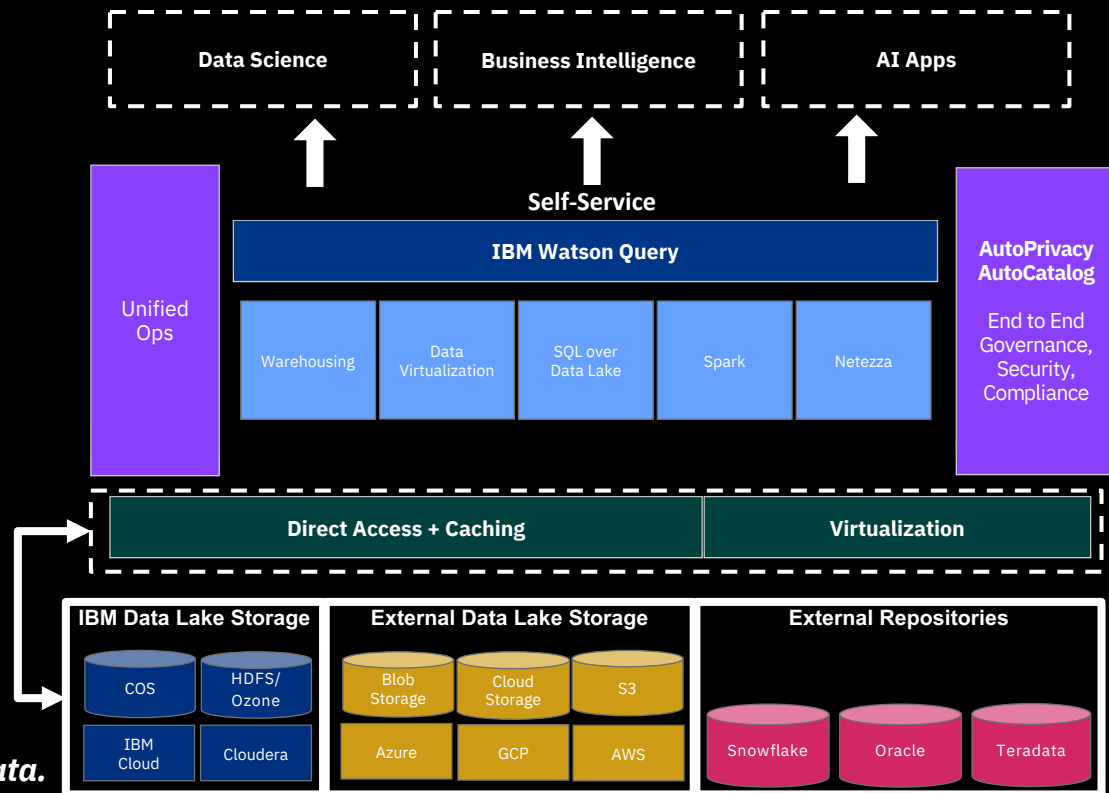 Data Science
Business Intelligence
AI Apps
Self-Service
IBM Watson Query
Unified
Ops
Warehousing
Data
Virtualization
SQL over
Data Lake
Spark
Netezza
AutoPrivacy
AutoCatalog
End to End
Governance,
Security,
Compliance
Direct Access + Caching
Virtualization
IBM Data Lake Storage
COS
HDFS/
Ozone
IBM
Cloud
Cloudera
External Data Lake Storage
Blob
Storage
Cloud
Storage
S3
Azure
GCP
AWS
External Repositories
Snowflake
Oracle
Teradata